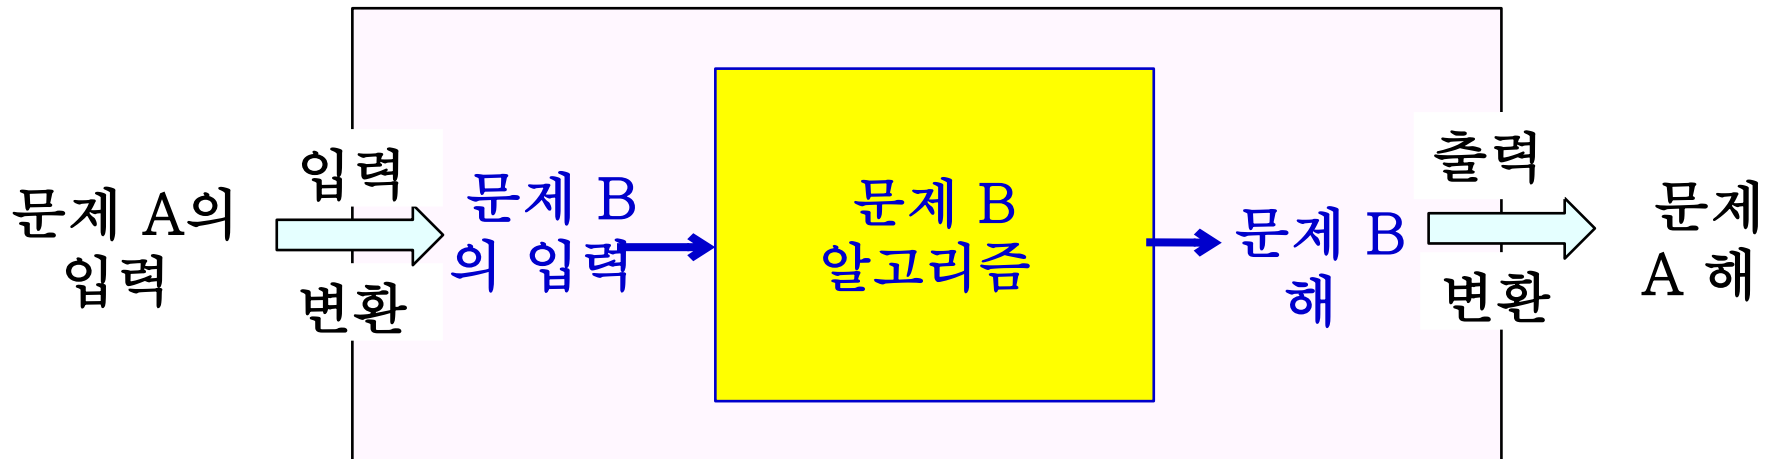 문제 A의
입력
입력
변환
문제 B
의 입력
문제 B
알고리즘
문제 B
해
출력
변환
문제
A 해